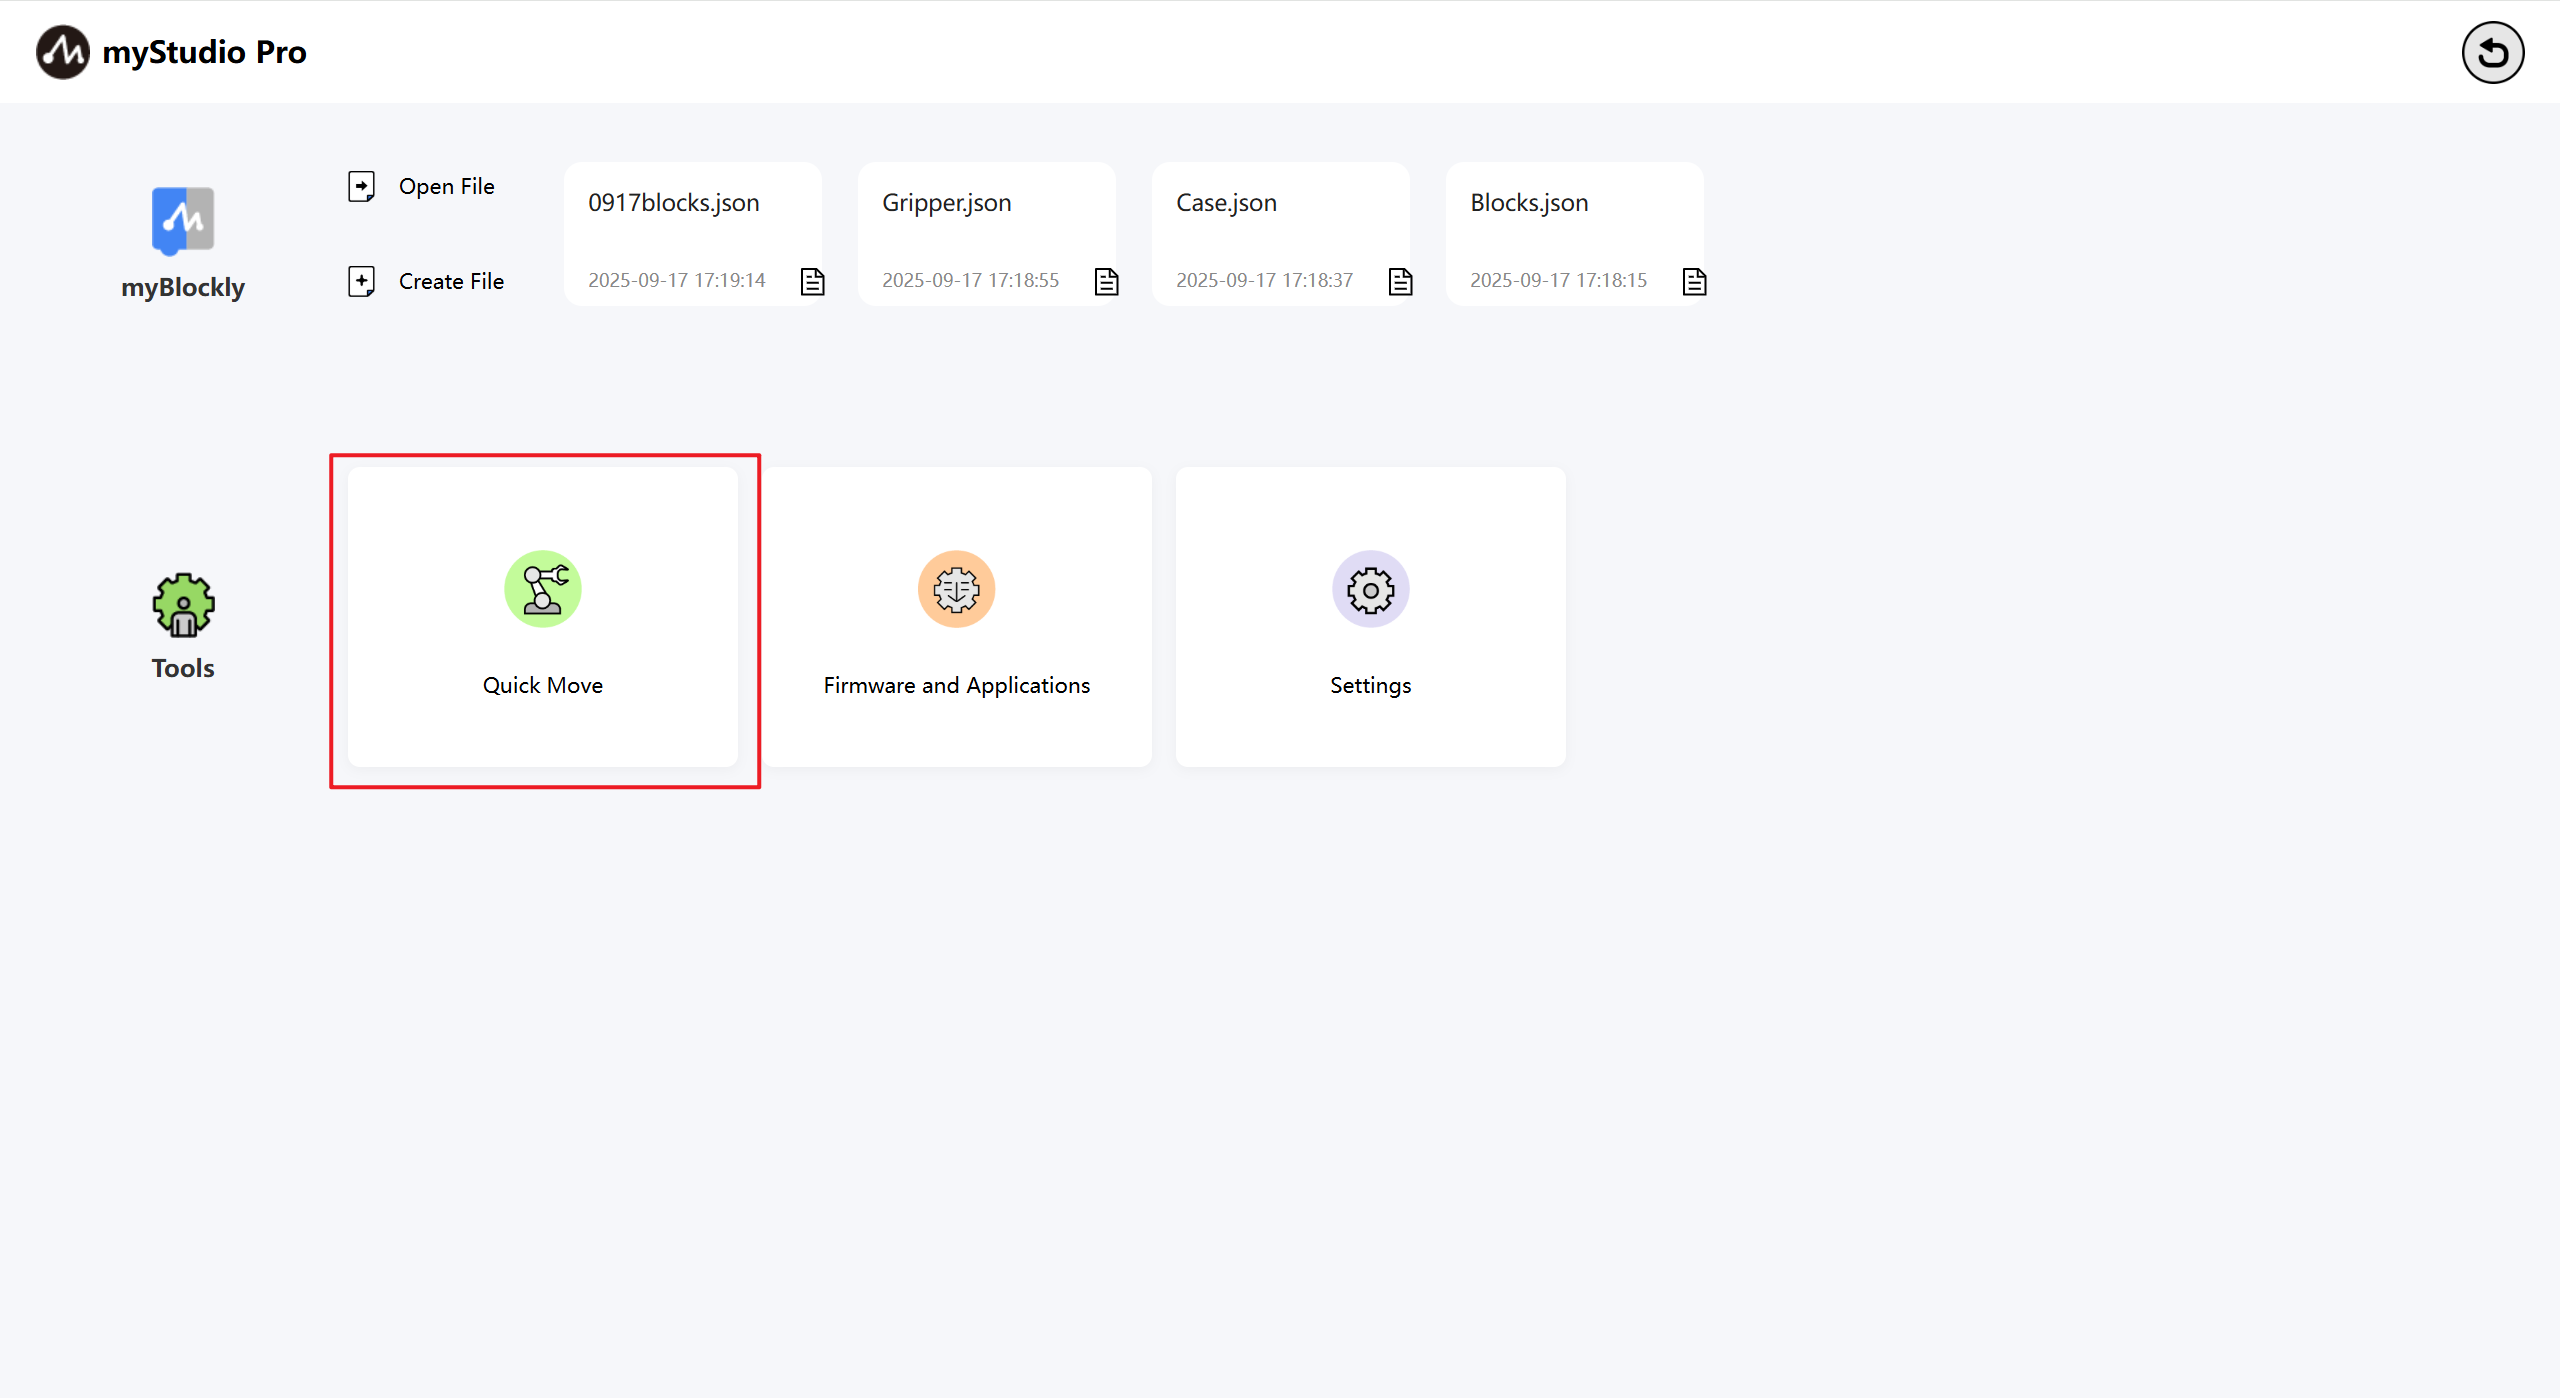 myStudio Pro
myBlockly
Open File
Create File
0917blocks.json
2025-09-17 17:19:14
Gripper.json
2025-09-17 17:18:55
Case.json
2025-09-17 17:18:37
Blocks.json
2025-09-17 17:18:15
Tools
Quick Move
Firmware and Applications
Settings